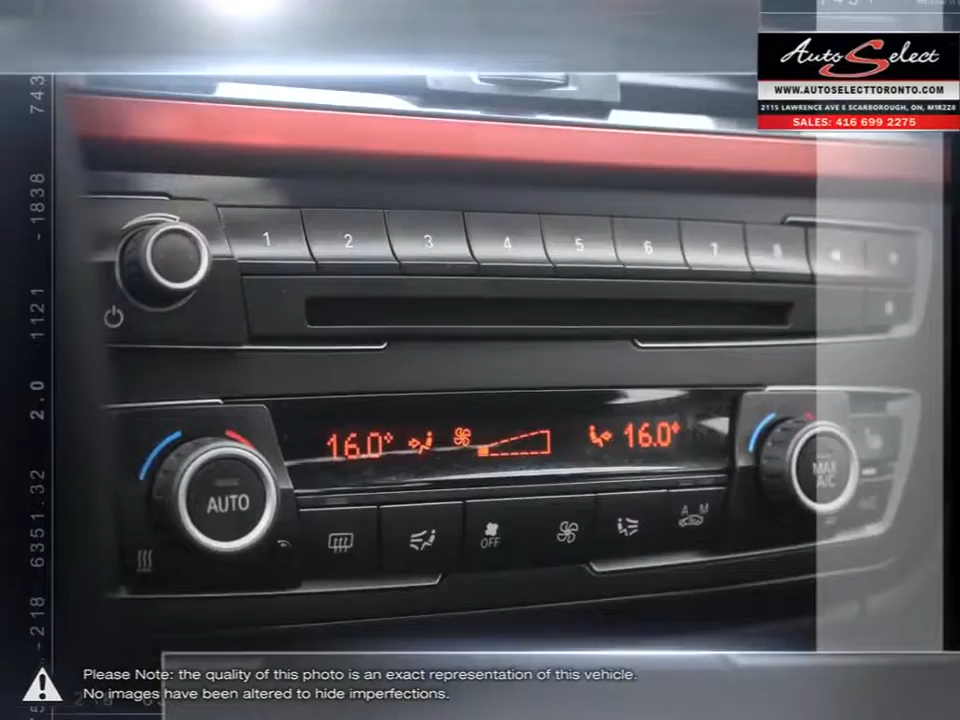 Auto Select
WWW.AUTOSELECTTORONTO.COM
2115 LAWRENCE AVE E SCARBOROUGH, ON, M1R2Z8
SALES: 416 699 2275
743
- 1838
1121
2.0
6351.32
- 218
1 2 3 4 5 6 7 8
16.0° 16.0°
AUTO
MAX
A/C
OFF
A M
Please Note: the quality of this photo is an exact representation of this vehicle.
No images have been altered to hide imperfections.